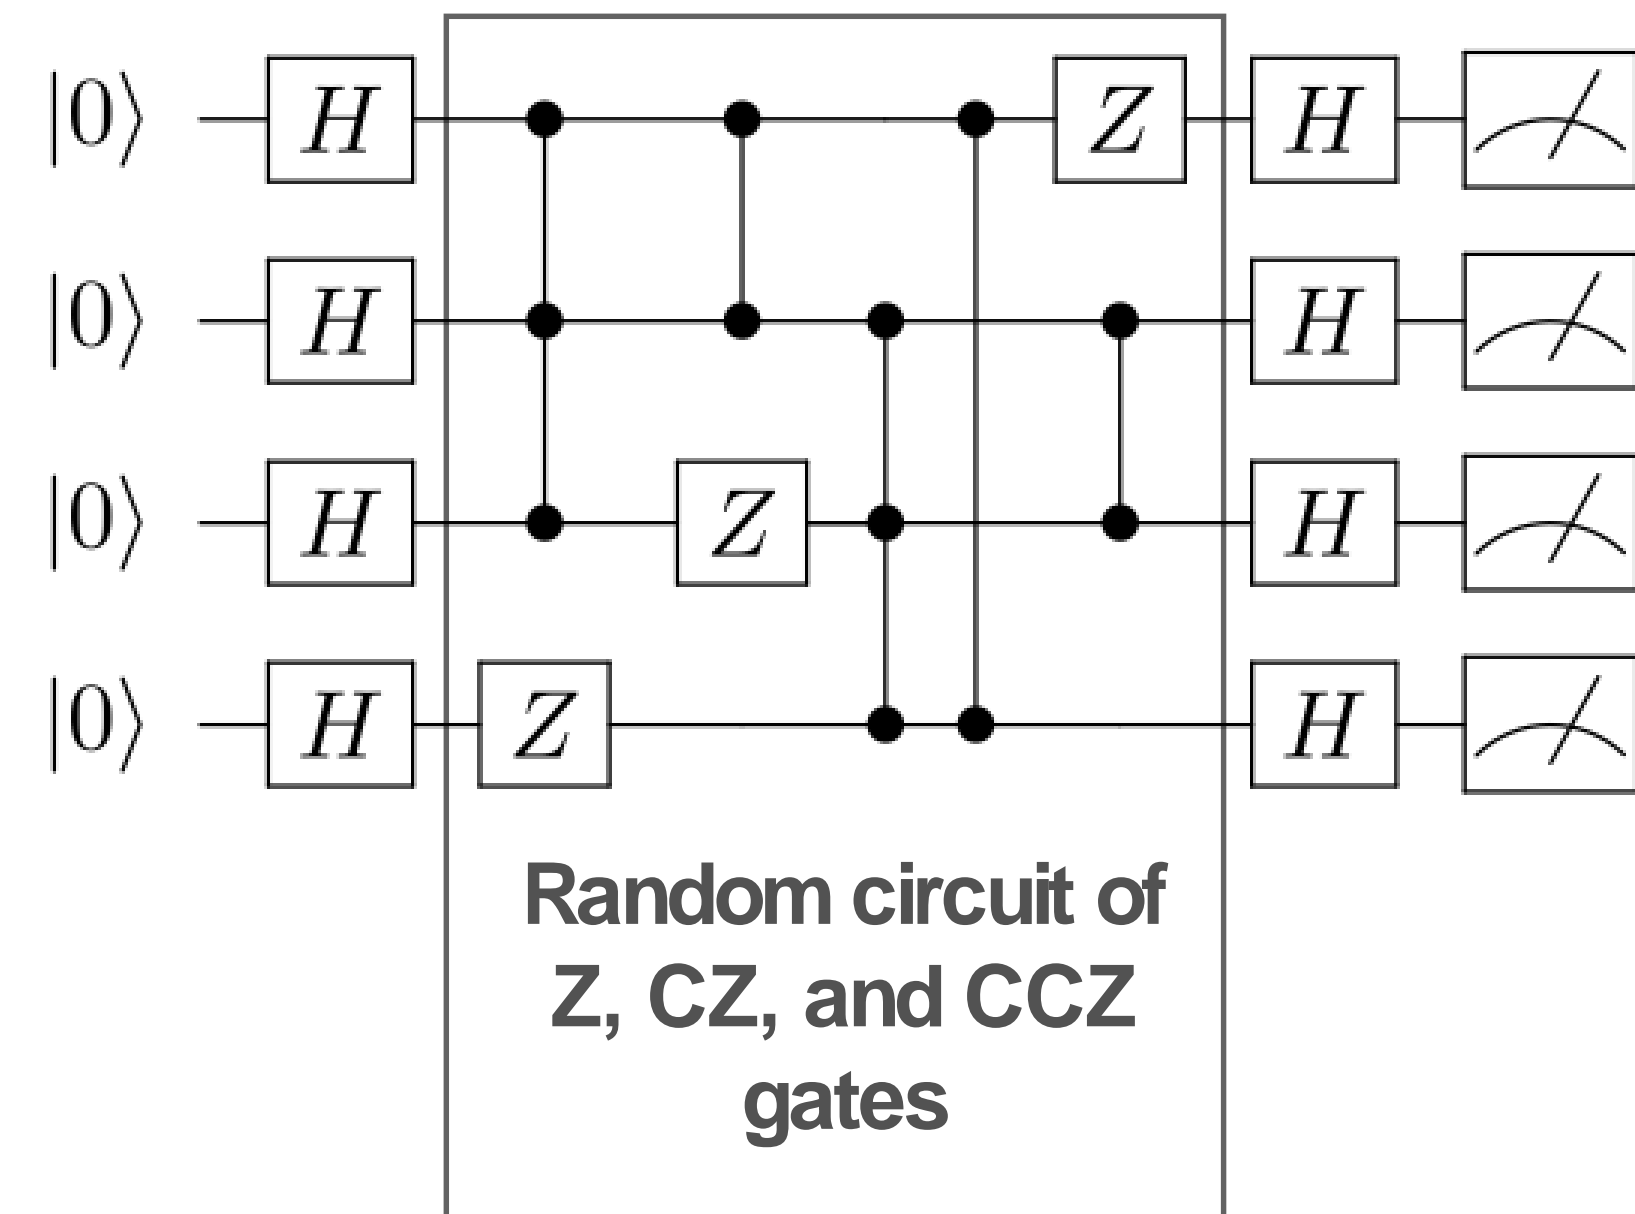 |0⟩ H Z H
|0⟩ H H
|0⟩ H Z H
|0⟩ H Z H
Random circuit of
Z, CZ, and CCZ
gates